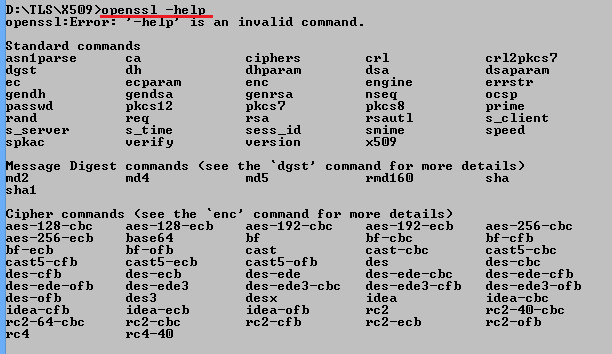 D:\TLS\X509>openssl -help
openssl:Error: '-help' is an invalid command.
Standard commands
asn1parse ca ciphers crl crl2pkcs7
dgst dh dhparam dsa dsaparam
ec ecparam enc engine errstr
gendh gendsa genrsa nseq ocsp
passwd pkcs12 pkcs7 pkcs8 prime
rand req rsa rsautl s_client
s_server s_time sess_id smime speed
spkac verify version x509
Message Digest commands (see the `dgst' command for more details)
md2 md4 md5 rmd160 sha
sha1
Cipher commands (see the `enc' command for more details)
aes-128-cbc aes-128-ecb aes-192-cbc aes-192-ecb aes-256-cbc
aes-256-ecb base64 bf bf-cbc bf-cfb
bf-ecb bf-ofb cast cast-cbc cast5-cbc
cast5-cfb cast5-ecb cast5-ofb des des-cbc
des-cfb des-ecb des-ede des-ede-cbc des-ede-cfb
des-ede-ofb des-ede3 des-ede3-cbc des-ede3-cfb des-ede3-ofb
des-ofb des3 desx idea idea-cbc
idea-cfb idea-ecb idea-ofb rc2 rc2-40-cbc
rc2-64-cbc rc2-cbc rc2-cfb rc2-ecb rc2-ofb
rc4 rc4-40